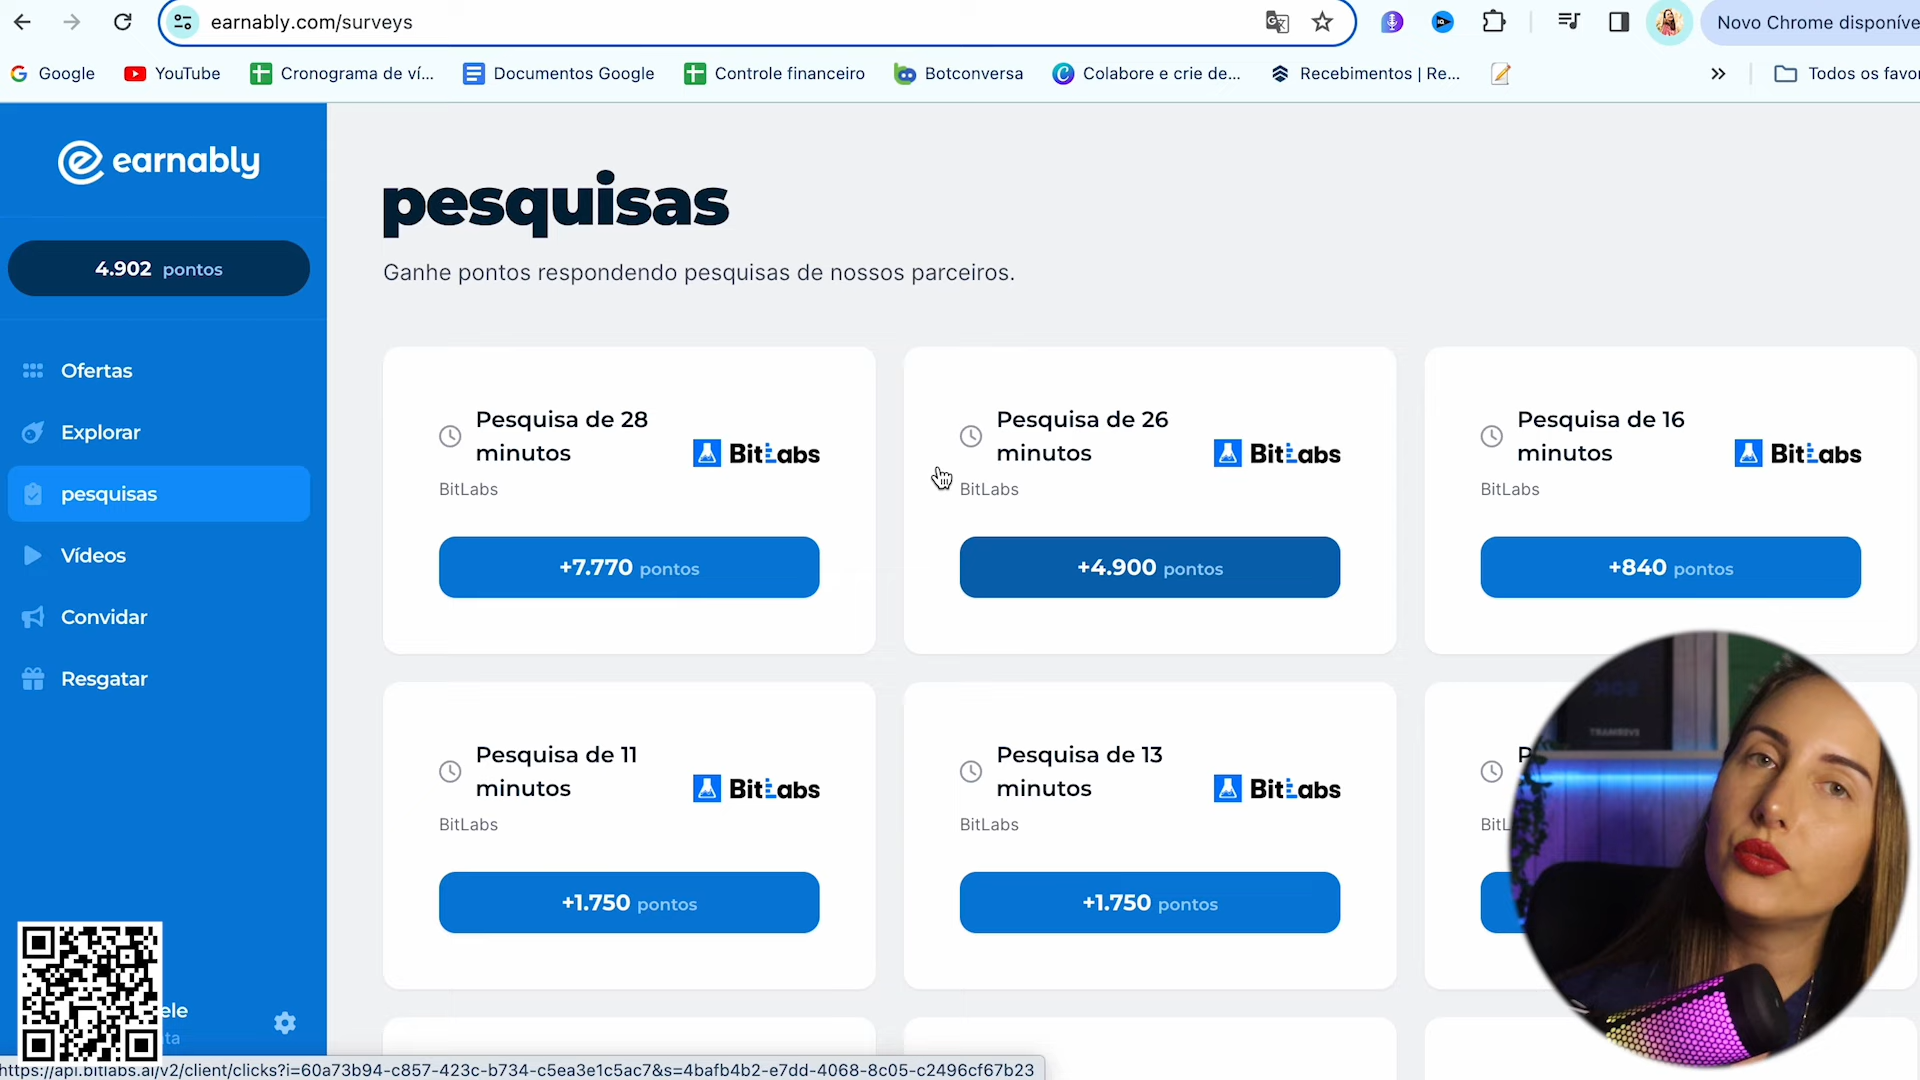 earnably.com/surveys
Novo Chrome disponíve
Google
YouTube
Cronograma de ví...
Documentos Google
Controle financeiro
Botconversa
Colabore e crie de...
Recebimentos | Re...
Todos os favo
earnably
4.902 pontos
Ofertas
Explorar
pesquisas
Vídeos
Convidar
Resgatar
ele
ta
pesquisas
Ganhe pontos respondendo pesquisas de nossos parceiros.
Pesquisa de 28
minutos
BitLabs
BitLabs
+7.770 pontos
Pesquisa de 26
minutos
BitLabs
BitLabs
+4.900 pontos
Pesquisa de 16
minutos
BitLabs
BitLabs
+840 pontos
Pesquisa de 11
minutos
BitLabs
BitLabs
+1.750 pontos
Pesquisa de 13
minutos
BitLabs
BitLabs
+1.750 pontos
BitL
https://api.bitlabs.ai/v2/client/clicks?i=60a73b94-c857-423c-b734-c5ea3e1c5ac7&s=4bafb4b2-e7dd-4068-8c05-c2496cf67b23